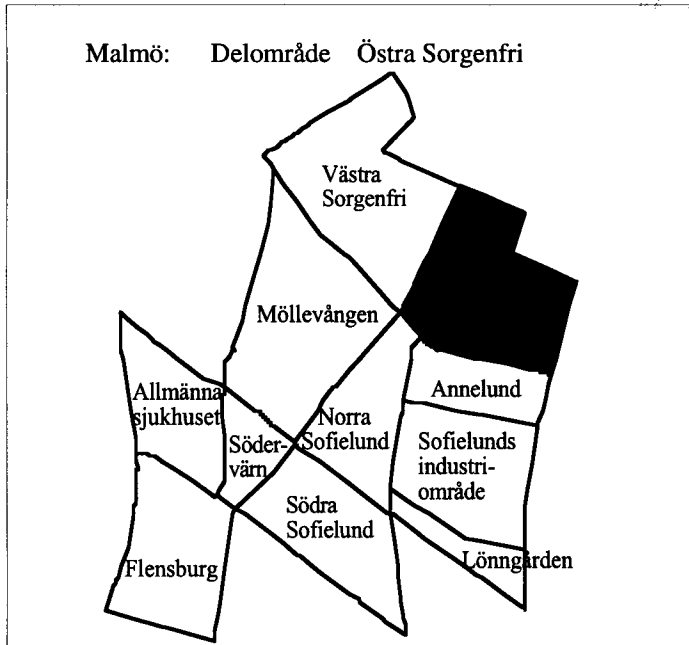 Malmö: Delområde Östra Sorgenfri
Västra
Sorgenfri
Möllevången
Allmänna
sjukhuset
Söder-
värn
Norra
Sofielund
Annelund
Sofielunds
industri-
område
Södra
Sofielund
Lönngården
Flensburg